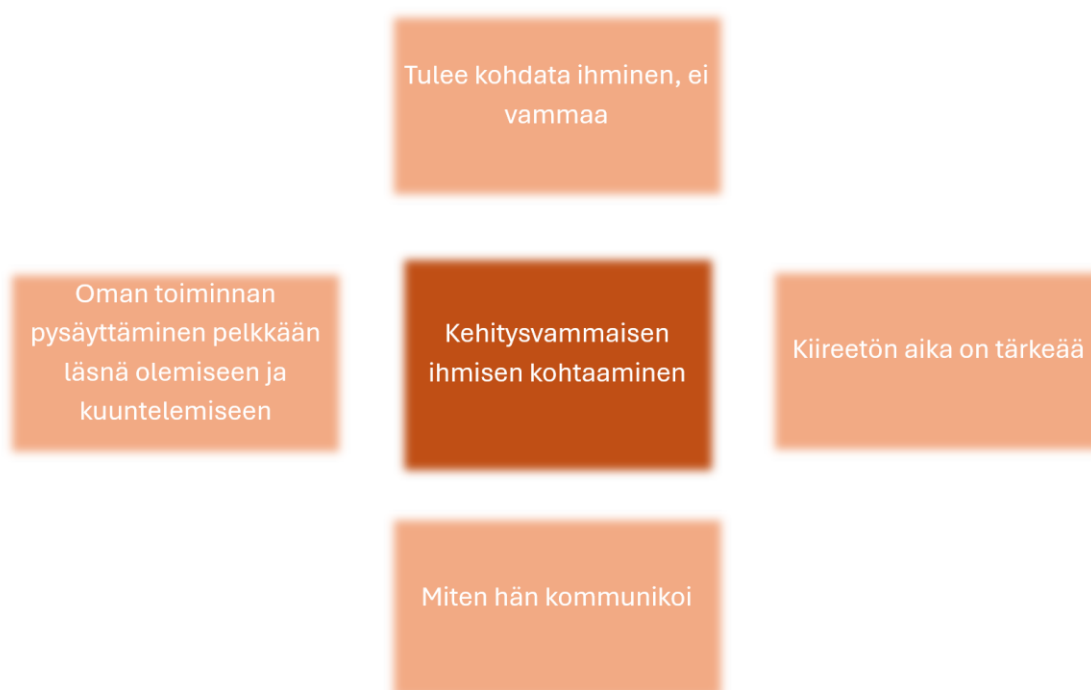 Tulee kohdata ihminen, ei
vammaa
Oman toiminnan
pysäyttäminen pelkkään
läsnä olemiseen ja
kuuntelemiseen
Kehitysvammaisen
ihmisen kohtaaminen
Kiireetön aika on tärkeää
Miten hän kommunikoi